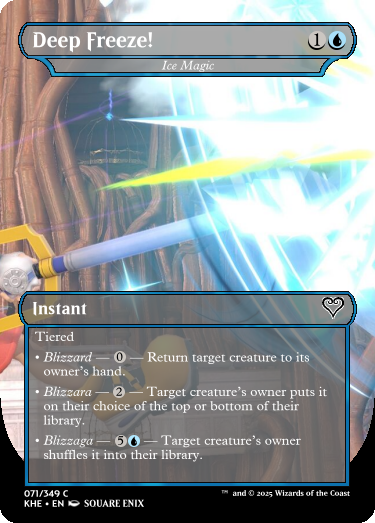 Deep Freeze! 1
Ice Magic
Instant
Tiered
• Blizzard — 0 — Return target creature to its
owner's hand.
• Blizzara — 2 — Target creature's owner puts it
on their choice of the top or bottom of their
library.
• Blizzaga — 5 — Target creature's owner
shuffles it into their library.
071/349 C
KHE • EN SQUARE ENIX
™ and © 2025 Wizards of the Coast